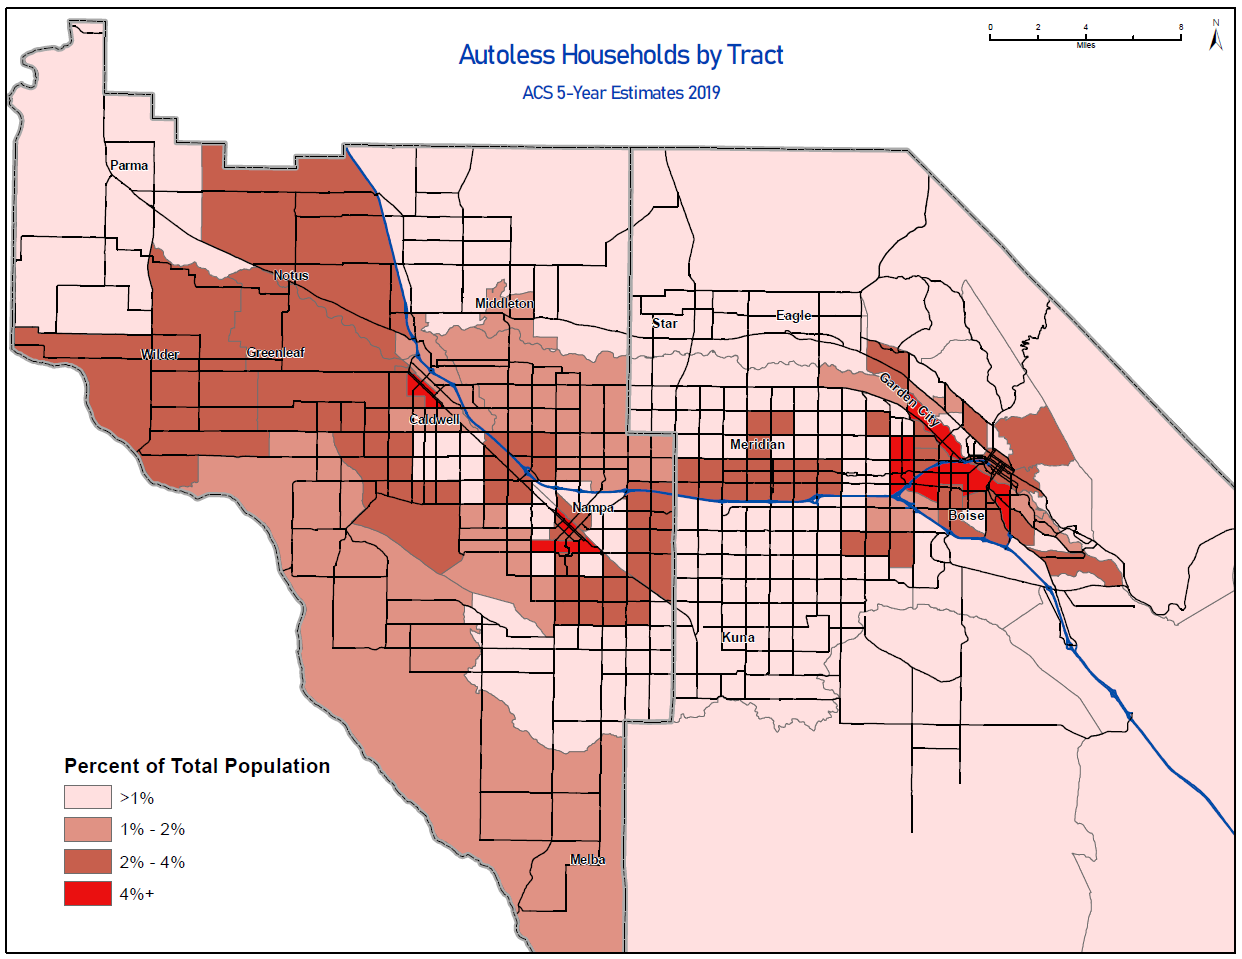 Autoless Households by Tract
ACS 5-Year Estimates 2019
0 2 4 8
Miles
N
Parma
Notus
Middleton
Star
Eagle
Wilder
Greenleaf
Garden City
Caldwell
Meridian
Nampa
Boise
Kuna
Melba
Percent of Total Population
>1%
1% - 2%
2% - 4%
4%+